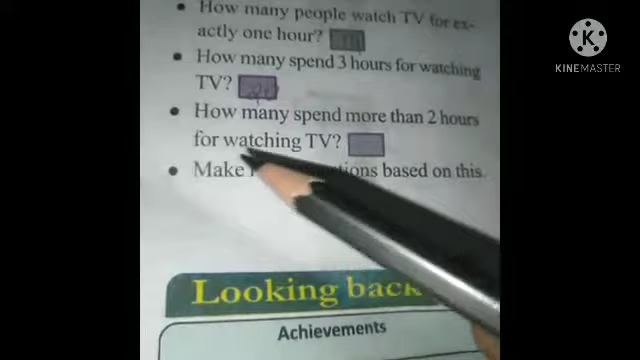 • How many people watch TV for ex-
actly one hour?
• How many spend 3 hours for watching
TV? 20
• How many spend more than 2 hours
for watching TV?
• Make based on this.
Looking back
Achievements
KINEMASTER